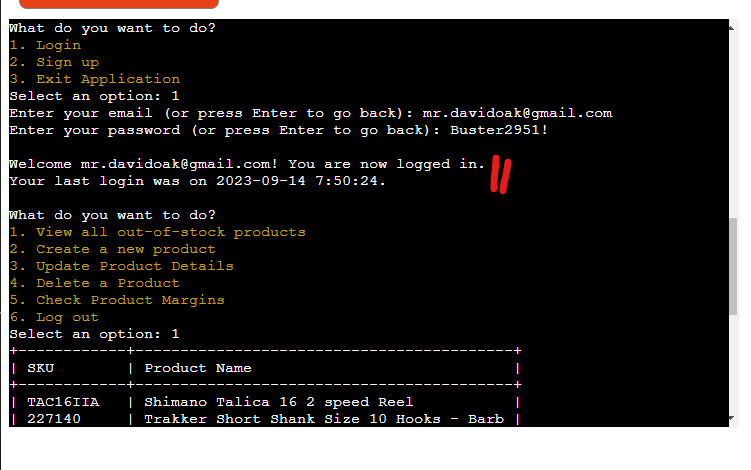 What do you want to do?
1. Login
2. Sign up
3. Exit Application
Select an option: 1
Enter your email (or press Enter to go back): mr.davidoak@gmail.com
Enter your password (or press Enter to go back): Buster2951!
Welcome mr.davidoak@gmail.com! You are now logged in.
Your last login was on 2023-09-14 7:50:24.
What do you want to do?
1. View all out-of-stock products
2. Create a new product
3. Update Product Details
4. Delete a Product
5. Check Product Margins
6. Log out
Select an option: 1
+------------+------------------------------------------+
| SKU | Product Name |
+------------+------------------------------------------+
| TAC16IIA | Shimano Talica 16 2 speed Reel |
| 227140 | Trakker Short Shank Size 10 Hooks - Barb |